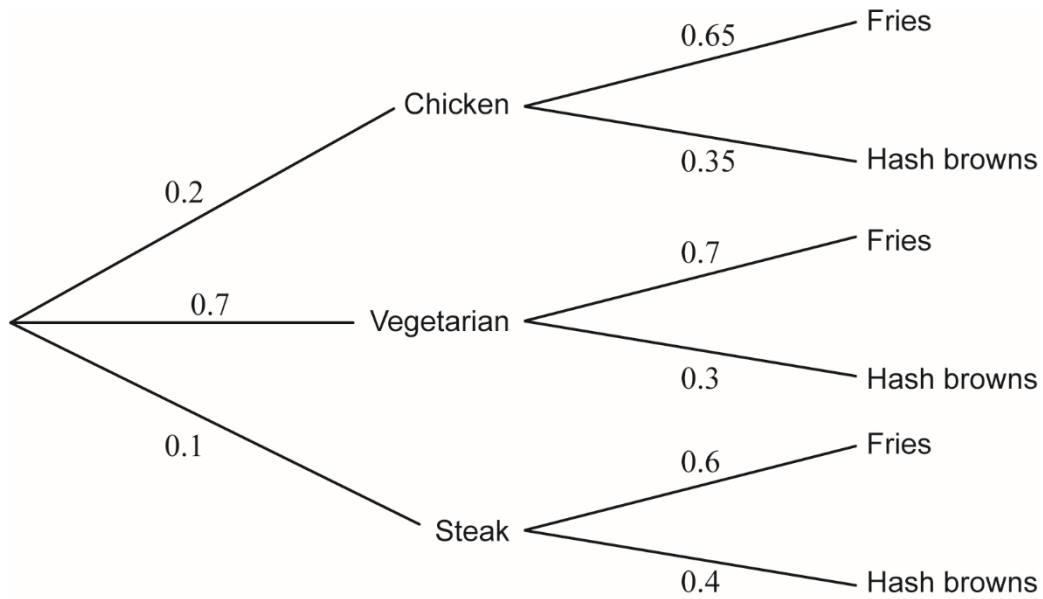 Fries
0.65
Chicken
0.35
Hash browns
0.2
Fries
0.7
0.7
Vegetarian
0.3
Hash browns
0.1
Fries
0.6
Steak
0.4
Hash browns